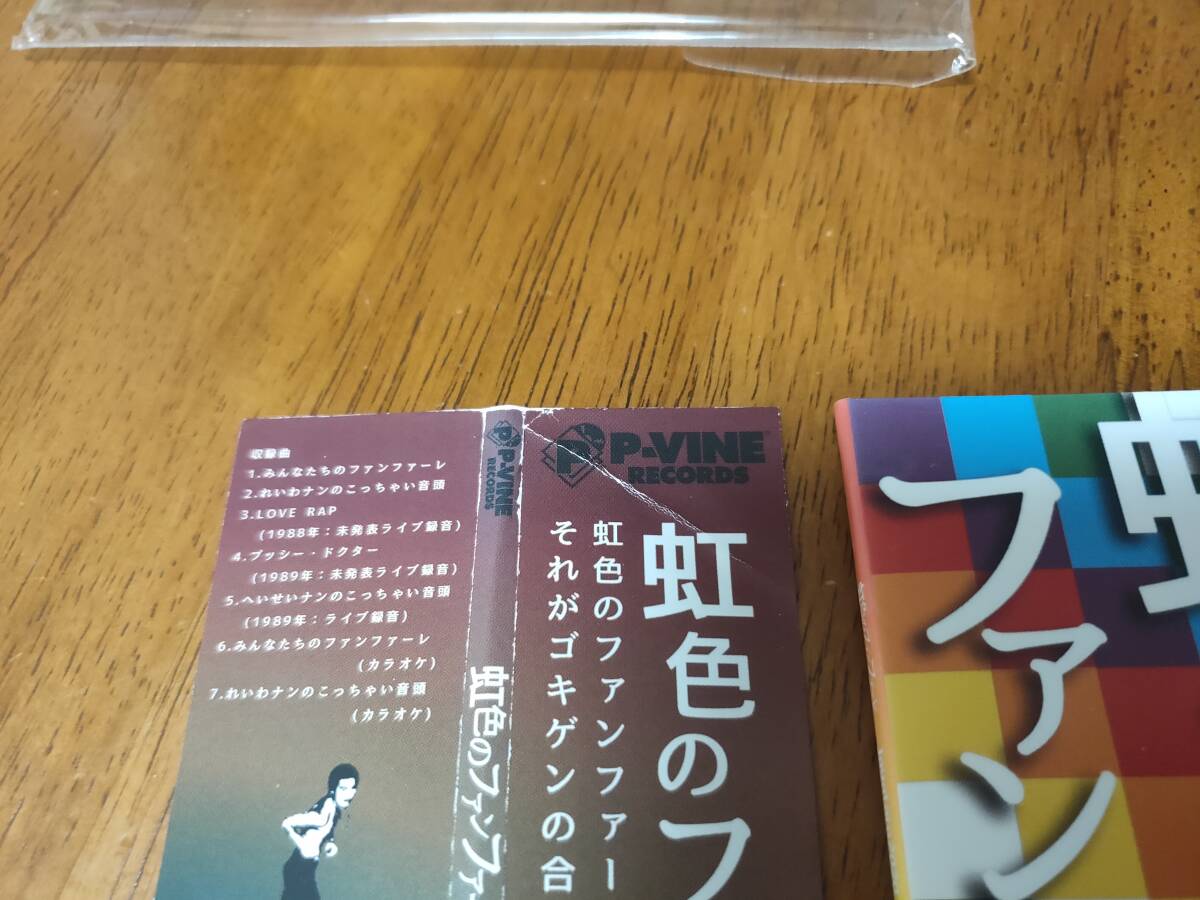 収録曲
1.みんなたちのファンファーレ
2.れいわナンのこっちゃい音頭
3.LOVE RAP
(1988年：未発表ライブ録音)
4.プッシー・ドクター
(1989年：未発表ライブ録音)
5.へいせいナンのこっちゃい音頭
(1989年：ライブ録音)
6.みんなたちのファンファーレ
(カラオケ)
7.れいわナンのこっちゃい音頭
(カラオケ)
P-VINE
RECORDS
虹色のファンファー
P-VINE
RECORDS
虹色のフ
虹色のファンファー
それがゴキゲンの合
虹
ファン